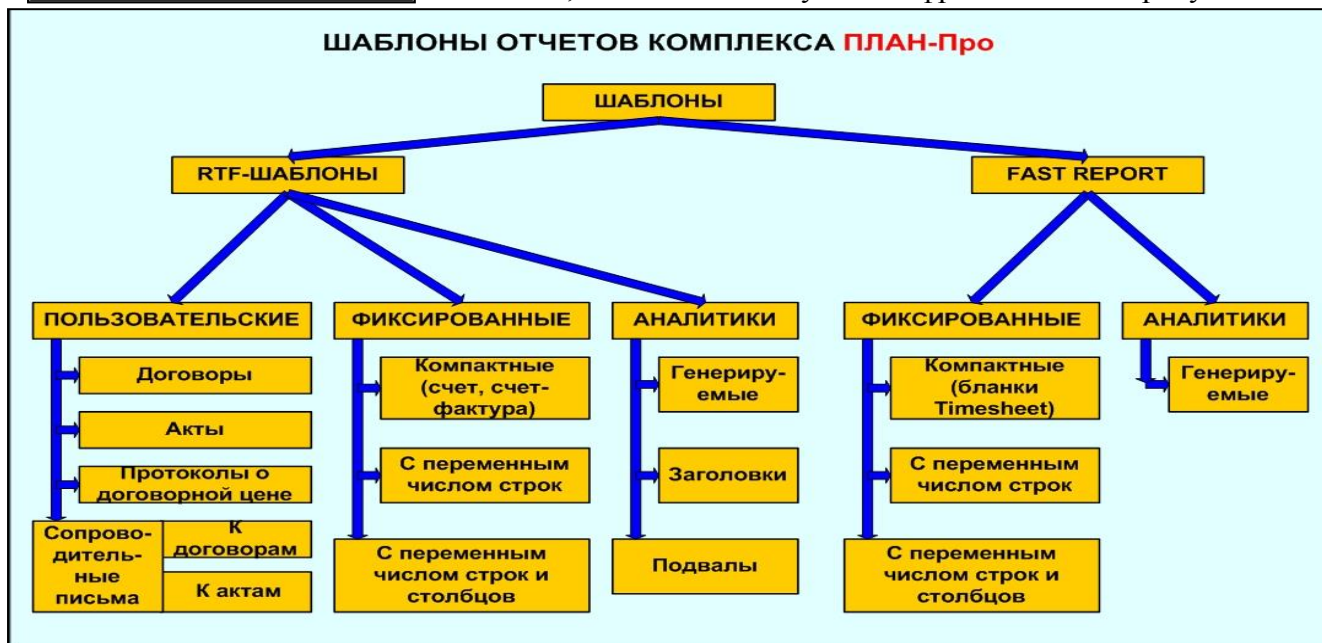 ШАБЛОНЫ ОТЧЕТОВ КОМПЛЕКСА ПЛАН-Про
ШАБЛОНЫ
RTF-ШАБЛОНЫ
FAST REPORT
ПОЛЬЗОВАТЕЛЬСКИЕ
ФИКСИРОВАННЫЕ
АНАЛИТИКИ
ФИКСИРОВАННЫЕ
АНАЛИТИКИ
Договоры
Акты
Протоколы о
договорной цене
Сопрово-
дитель-
ные
письма
К
договорам
К актам
Компактные
(счет, счет-
фактура)
С переменным
числом строк
С переменным
числом строк и
столбцов
Генериру-
емые
Заголовки
Подвалы
Компактные
(бланки
Timesheet)
С переменным
числом строк
С переменным
числом строк и
столбцов
Генериру-
емые